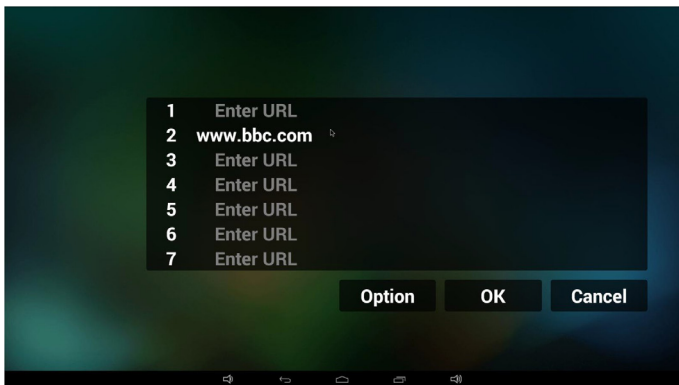 1 Enter URL
2 www.bbc.com
3 Enter URL
4 Enter URL
5 Enter URL
6 Enter URL
7 Enter URL
Option OK Cancel